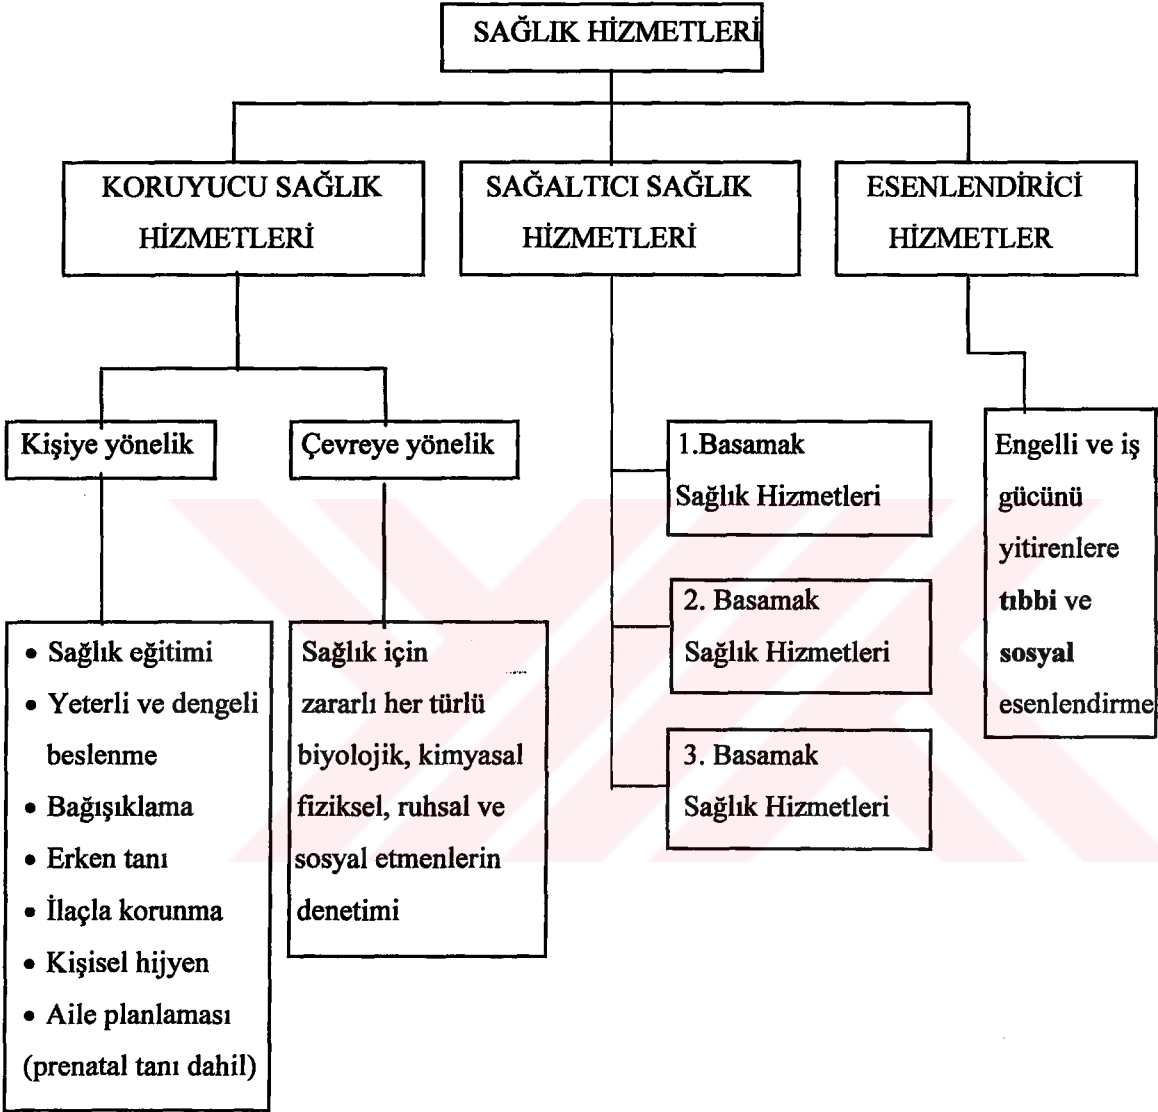 SAĞLIK HİZMETLERİ
KORUYUCU SAĞLIK
HİZMETLERİ
SAĞALTICI SAĞLIK
HİZMETLERİ
ESENLENDİRİCİ
HİZMETLER
Kişiye yönelik
Çevreye yönelik
• Sağlık eğitimi
• Yeterli ve dengeli
beslenme
• Bağışıklama
• Erken tanı
• İlaçla korunma
• Kişisel hijyen
• Aile planlaması
(prenatal tanı dahil)
Sağlık için
zararlı her türlü
biyolojik, kimyasal
fiziksel, ruhsal ve
sosyal etmenlerin
denetimi
1.Basamak
Sağlık Hizmetleri
2. Basamak
Sağlık Hizmetleri
3. Basamak
Sağlık Hizmetleri
Engelli ve iş
gücünü
yitirenlere
tıbbi ve
sosyal
esenlendirme